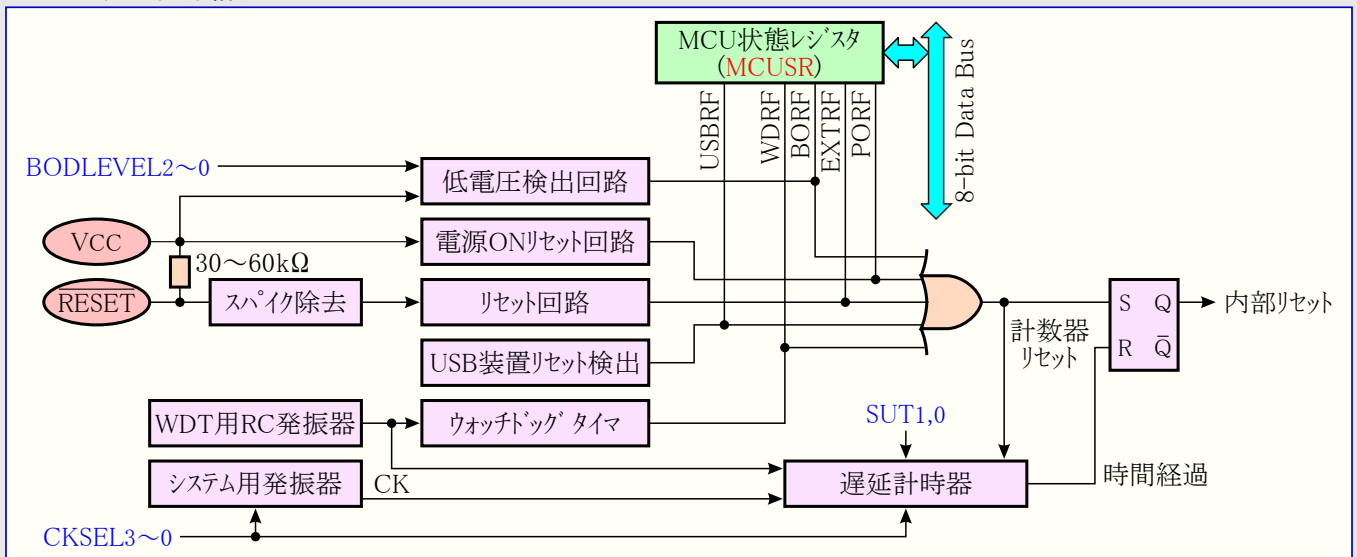 MCU状態レジスタ
(MCUSR)
8-bit Data Bus
USBRF
WDRF
BORF
EXTRF
PORF
BODLEVEL2～0
低電圧検出回路
VCC
電源ONリセット回路
30～60kΩ
RESET
スパイク除去
リセット回路
S Q
内部リセット
計数器
リセット
R Q
USB装置リセット検出
WDT用RC発振器
ウォッチドッグ タイマ
SUT1,0
システム用発振器
CK
遅延計時器
時間経過
CKSEL3～0